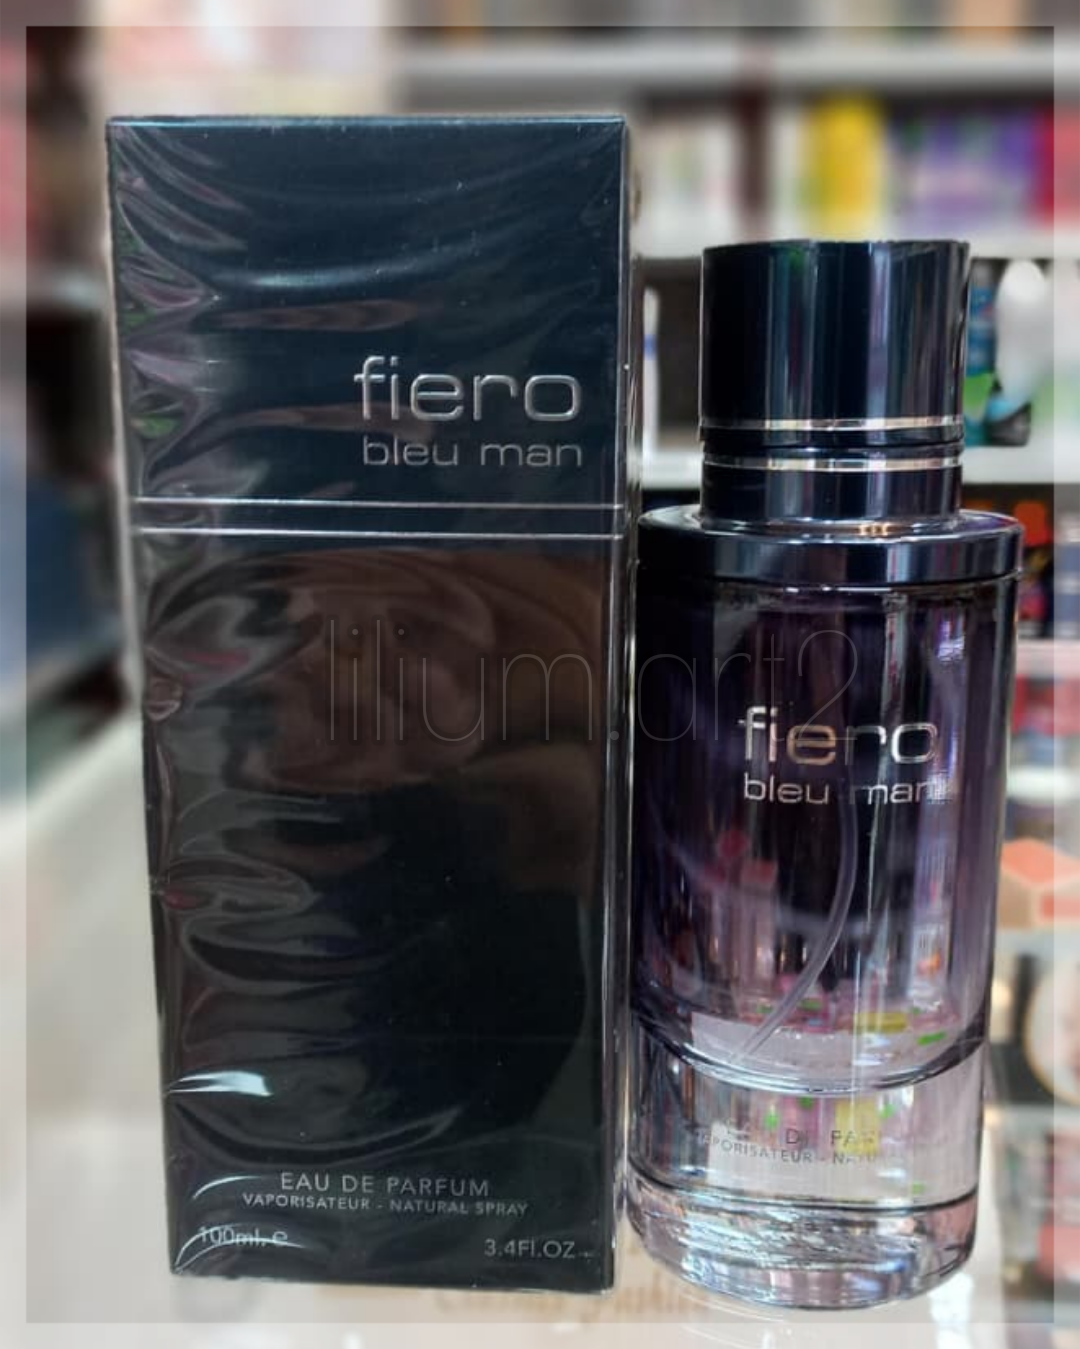 fiero
bleu man
lilium.art2
fiero
bleu man
EAU DE PARFUM
VAPORISATEUR - NATURAL SPRAY
100ml. e
3.4Fl.OZ.
VAPORISATEUR - NATU